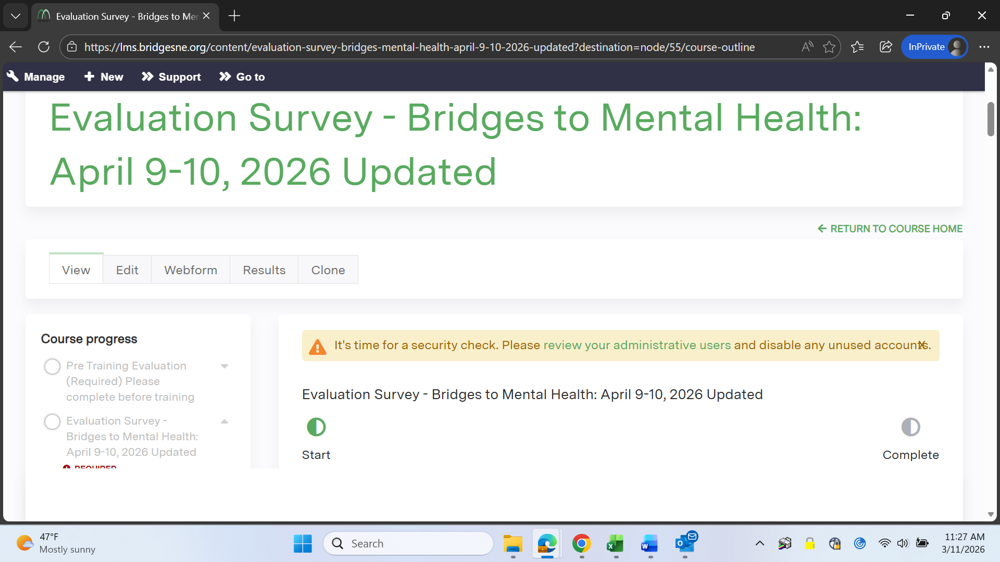 Evaluation Survey - Bridges to Mer
https://lms.bridgesne.org/content/evaluation-survey-bridges-mental-health-april-9-10-2026-updated?destination=node/55/course-outline
InPrivate
Manage
New
Support
Go to
Evaluation Survey - Bridges to Mental Health:
April 9-10, 2026 Updated
RETURN TO COURSE HOME
View
Edit
Webform
Results
Clone
Course progress
Pre Training Evaluation
(Required) Please
complete before training
Evaluation Survey -
Bridges to Mental Health:
April 9-10, 2026 Updated
REQUIRED
It's time for a security check. Please review your administrative users and disable any unused accounts.
X
Evaluation Survey - Bridges to Mental Health: April 9-10, 2026 Updated
Start
Complete
47°F
Mostly sunny
Search
11:27 AM
3/11/2026